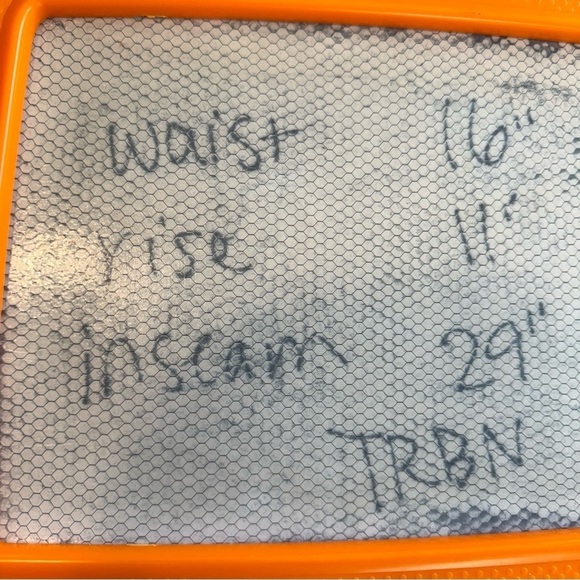 waist 16"
rise 11"
inseam 29"
TRBN